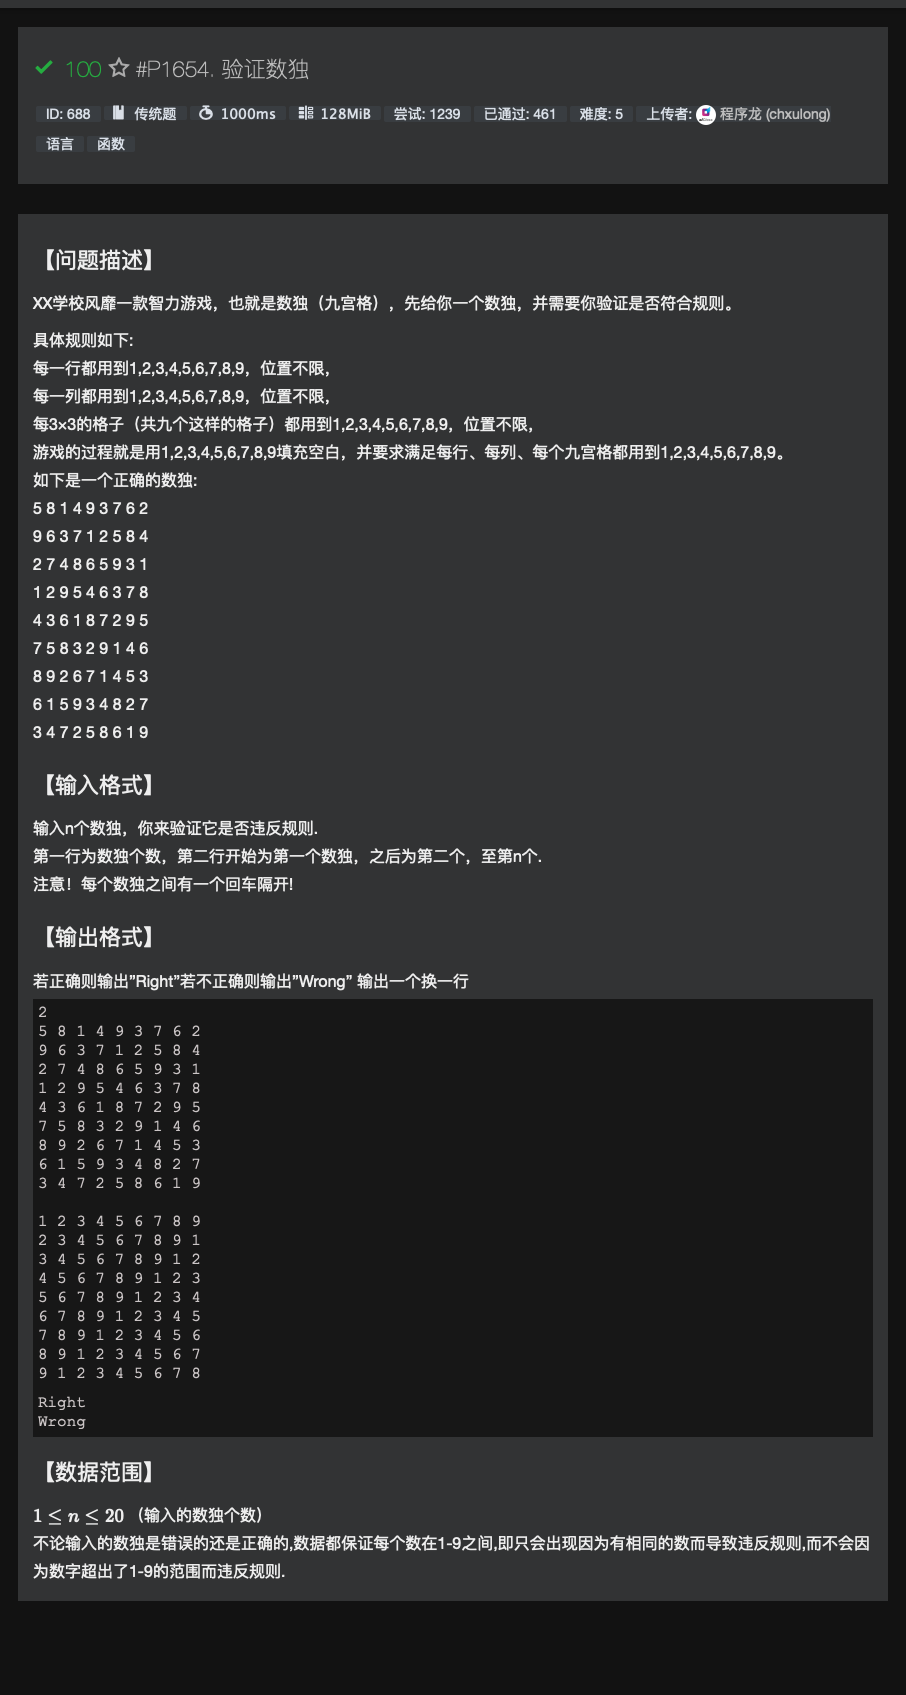 100 #P1654. 验证数独
ID: 688 传统题 1000ms 128MiB 尝试: 1239 已通过: 461 难度: 5 上传者: 程序龙 (chxulong)
语言 函数
【问题描述】
XX学校风靡一款智力游戏，也就是数独（九宫格），先给你一个数独，并需要你验证是否符合规则。
具体规则如下:
每一行都用到1,2,3,4,5,6,7,8,9，位置不限，
每一列都用到1,2,3,4,5,6,7,8,9，位置不限，
每3×3的格子（共九个这样的格子）都用到1,2,3,4,5,6,7,8,9，位置不限，
游戏的过程就是用1,2,3,4,5,6,7,8,9填充空白，并要求满足每行、每列、每个九宫格都用到1,2,3,4,5,6,7,8,9。
如下是一个正确的数独:
5 8 1 4 9 3 7 6 2
9 6 3 7 1 2 5 8 4
2 7 4 8 6 5 9 3 1
1 2 9 5 4 6 3 7 8
4 3 6 1 8 7 2 9 5
7 5 8 3 2 9 1 4 6
8 9 2 6 7 1 4 5 3
6 1 5 9 3 4 8 2 7
3 4 7 2 5 8 6 1 9
【输入格式】
输入n个数独，你来验证它是否违反规则.
第一行为数独个数，第二行开始为第一个数独，之后为第二个，至第n个.
注意！每个数独之间有一个回车隔开!
【输出格式】
若正确则输出”Right”若不正确则输出”Wrong” 输出一个换一行
2
5 8 1 4 9 3 7 6 2
9 6 3 7 1 2 5 8 4
2 7 4 8 6 5 9 3 1
1 2 9 5 4 6 3 7 8
4 3 6 1 8 7 2 9 5
7 5 8 3 2 9 1 4 6
8 9 2 6 7 1 4 5 3
6 1 5 9 3 4 8 2 7
3 4 7 2 5 8 6 1 9
1 2 3 4 5 6 7 8 9
2 3 4 5 6 7 8 9 1
3 4 5 6 7 8 9 1 2
4 5 6 7 8 9 1 2 3
5 6 7 8 9 1 2 3 4
6 7 8 9 1 2 3 4 5
7 8 9 1 2 3 4 5 6
8 9 1 2 3 4 5 6 7
9 1 2 3 4 5 6 7 8
Right
Wrong
【数据范围】
1 ≤ n ≤ 20 （输入的数独个数）
不论输入的数独是错误的还是正确的,数据都保证每个数在1-9之间,即只会出现因为有相同的数而导致违反规则,而不会因
为数字超出了1-9的范围而违反规则.